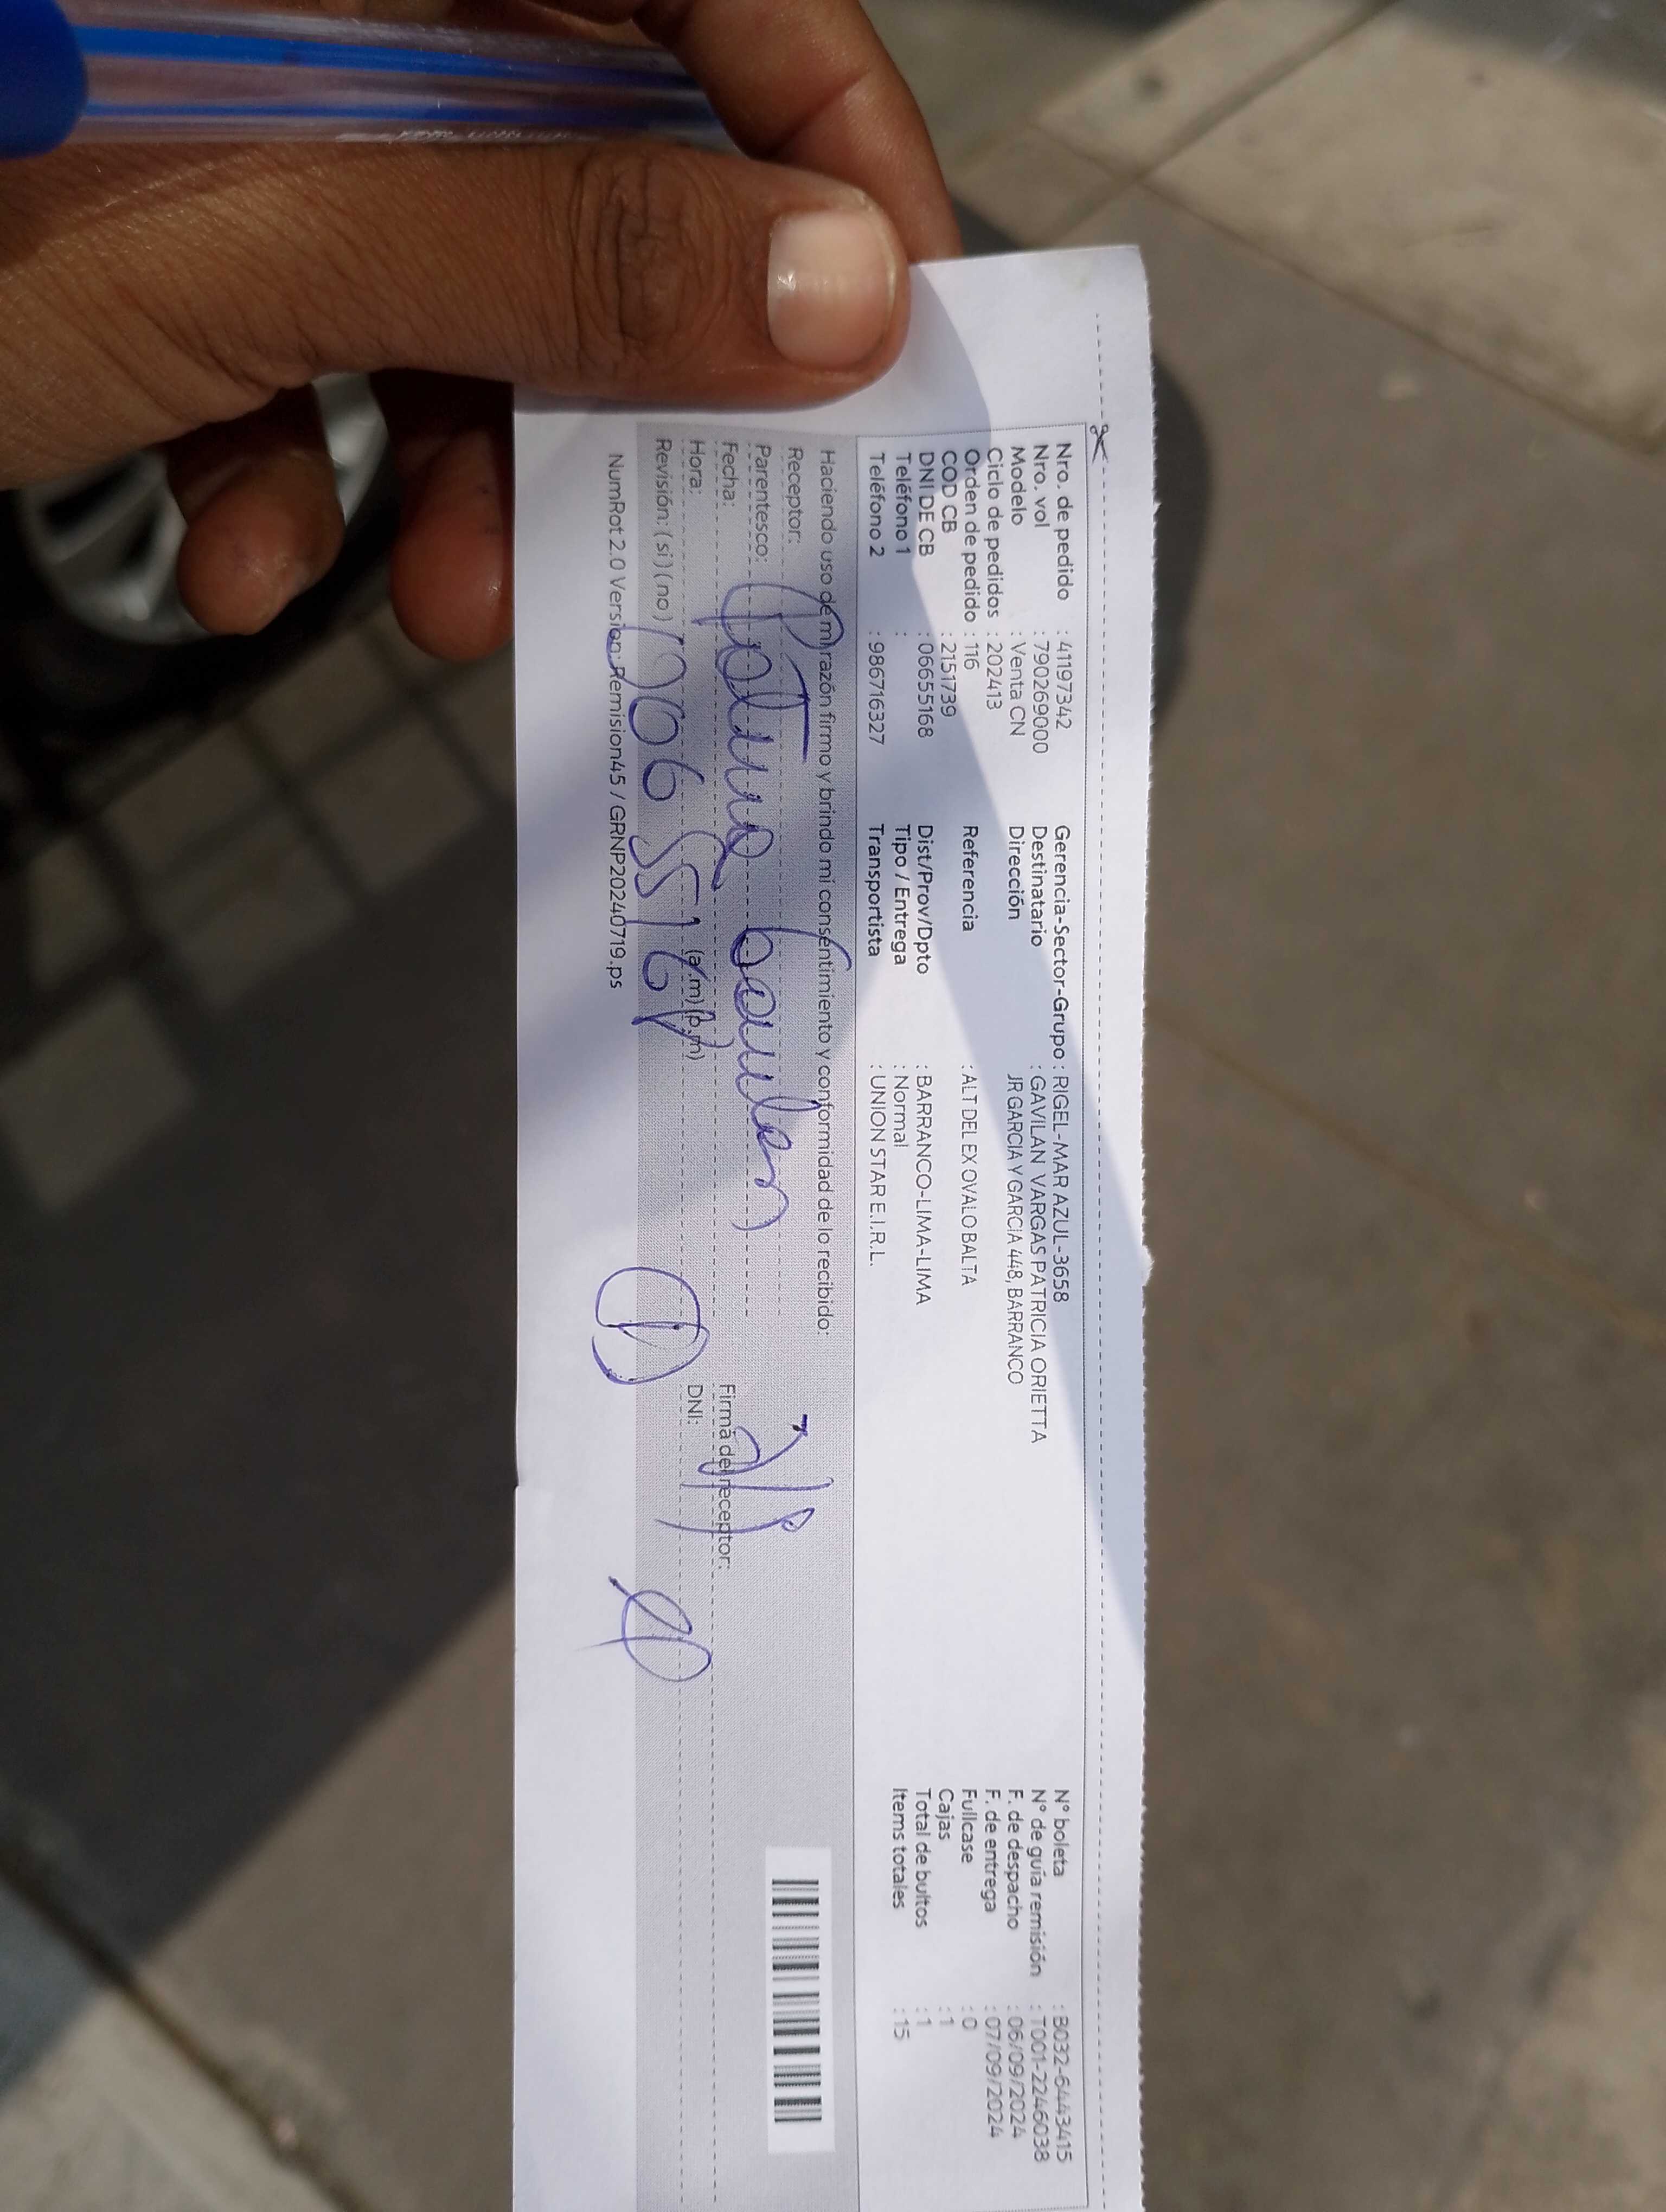 Nro. de pedido : 41197342
Nro. vol : 790269000
Modelo : Venta CN
Ciclo de pedidos : 202413
Orden de pedido : 116
COD CB : 2151739
DNI DE CB : 06655168
Teléfono 1 :
Teléfono 2 : 986716327
Gerencia-Sector-Grupo : RIGEL-MAR AZUL-3658
Destinatario : GAVILAN VARGAS PATRICIA ORIETTA
Dirección JR GARCIA Y GARCIA 448, BARRANCO
Referencia : ALT DEL EX OVALO BALTA
Dist/Prov/Dpto : BARRANCO-LIMA-LIMA
Tipo / Entrega : Normal
Transportista : UNION STAR E.I.R.L.
N° boleta : B032-6443415
N° de guía remisión : T001-2246038
F. de despacho : 06/09/2024
F. de entrega : 07/09/2024
Fullcase : 0
Cajas : 1
Total de bultos : 1
Items totales : 15
Haciendo uso de mi razón firmo y brindo mi consentimiento y conformidad de lo recibido:
Receptor:
Parentesco:
Fecha:
Hora: (a.m) (p.m)
Revisión: (si) (no)
Firma del receptor:
DNI:
NumRot 2.0 Version: Remision45 / GRNP20240719.ps